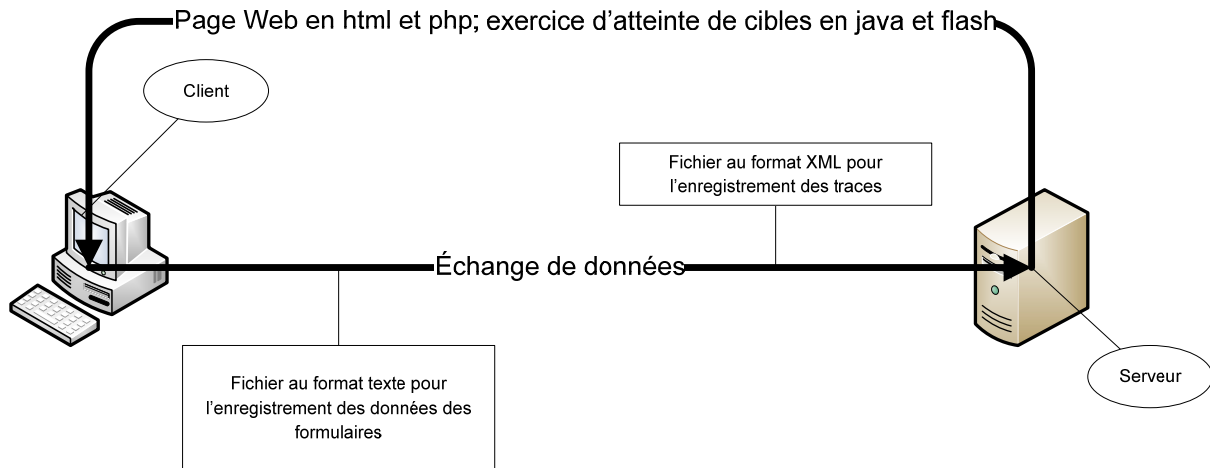 Page Web en html et php; exercice d’atteinte de cibles en java et flash
Client
Fichier au format XML pour
l’enregistrement des traces
Échange de données
Fichier au format texte pour
l’enregistrement des données des
formulaires
Serveur